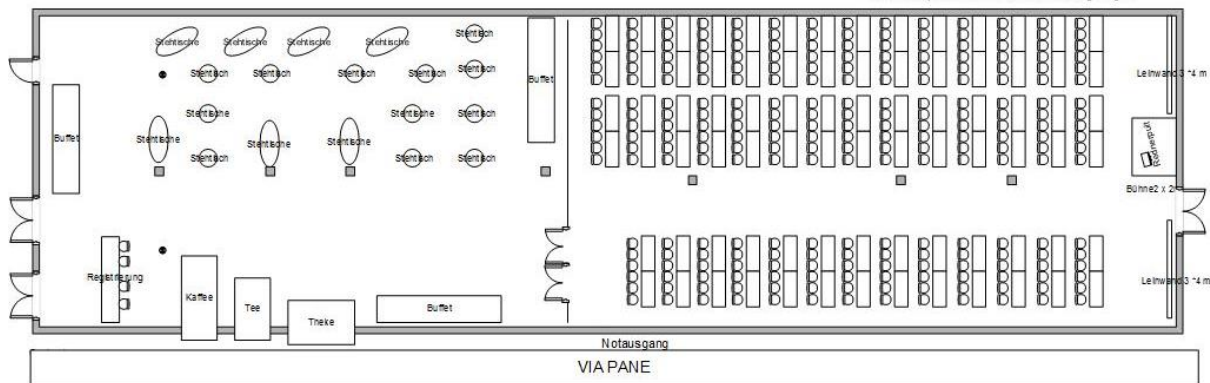 Stehtische
Stehtische
Stehtische
Stehtische
Stehtisch
Stehtisch
Stehtisch
Stehtisch
Stehtisch
Stehtisch
Buffet
Leinwand 3 *4 m
Buffet
Stehtische
Stehtisch
Stehtische
Stehtische
Stehtisch
Stehtisch
Stehtisch
Stehtisch
Stehtisch
Rednerpult
Bühne2 x 2
Registrierung
Kaffee
Tee
Theke
Buffet
Leinwand 3 *4 m
Notausgang
VIA PANE